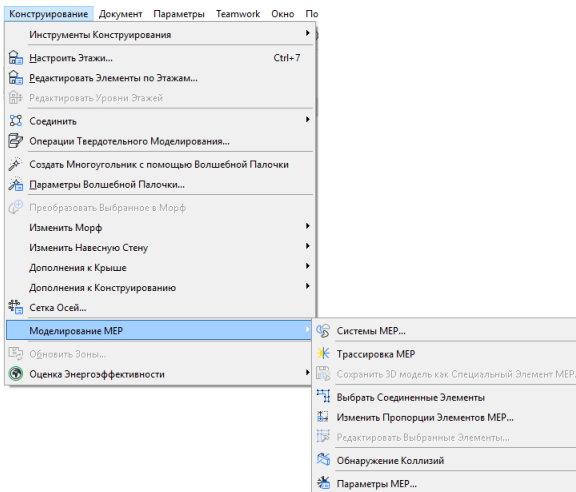 Конструирование Документ Параметры Teamwork Окно По
Инструменты Конструирования
Настроить Этажи... Ctrl+7
Редактировать Элементы по Этажам...
Редактировать Уровни Этажей
Соединить
Операции Твердотельного Моделирования...
Создать Многоугольник с помощью Волшебной Палочки
Параметры Волшебной Палочки...
Преобразовать Выбранное в Морф
Изменить Морф
Изменить Навесную Стену
Дополнения к Крыше
Дополнения к Конструированию
Сетка Осей...
Моделирование MEP
Обновить Зоны...
Оценка Энергоэффективности
Системы MEP...
Трассировка MEP
Сохранить 3D модель как Специальный Элемент MEP.
Выбрать Соединенные Элементы
Изменить Пропорции Элементов MEP...
Редактировать Выбранные Элементы...
Обнаружение Коллизий
Параметры MEP...